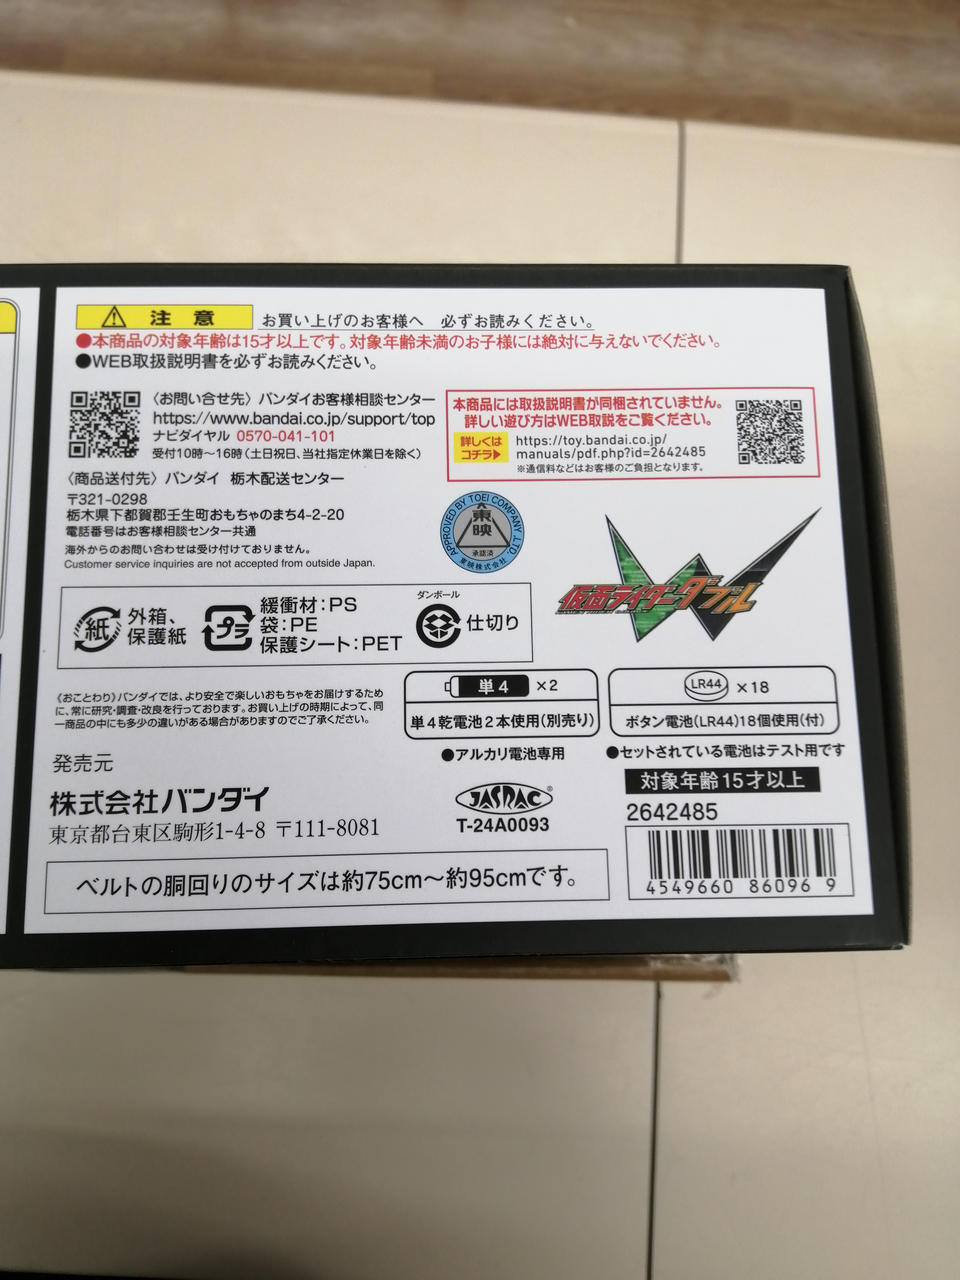 注意 お買い上げのお客様へ 必ずお読みください。
●本商品の対象年齢は15才以上です。対象年齢未満のお子様には絶対に与えないでください。
●WEB取扱説明書を必ずお読みください。
〈お問い合せ先〉バンダイお客様相談センター
https://www.bandai.co.jp/support/top
ナビダイヤル 0570-041-101
受付10時〜16時(土日祝日、当社指定休業日を除く)
〈商品送付先〉バンダイ 栃木配送センター
〒321-0298
栃木県下都賀郡壬生町おもちゃのまち4-2-20
電話番号はお客様相談センター共通
海外からのお問い合わせは受け付けておりません。
Customer service inquiries are not accepted from outside Japan.
本商品には取扱説明書が同梱されていません。
詳しい遊び方はWEB取説をご覧ください。
詳しくは
コチラ▶
https://toy.bandai.co.jp/
manuals/pdf.php?id=2642485
※通信料などはお客様のご負担となります。
APPROVED BY TOEI COMPANY, LTD.
東映
承認済
東映株式会社
仮面ライダーダブル
紙
外箱、
保護紙
プラ
緩衝材:PS
袋:PE
保護シート:PET
ダンボール
仕切り
《おことわり》バンダイでは、より安全で楽しいおもちゃをお届けするため
に、常に研究・調査・改良を行っております。お買い上げの時期によって、同
一商品の中にも多少の違いがある場合がありますのでご了承ください。
単4 ×2
単4乾電池2本使用(別売り)
●アルカリ電池専用
LR44 ×18
ボタン電池(LR44)18個使用(付)
●セットされている電池はテスト用です
発売元
株式会社バンダイ
東京都台東区駒形1-4-8 〒111-8081
JASRAC®
T-24A0093
対象年齢15才以上
2642485
4549660 86096 9
ベルトの胴回りのサイズは約75cm〜約95cmです。